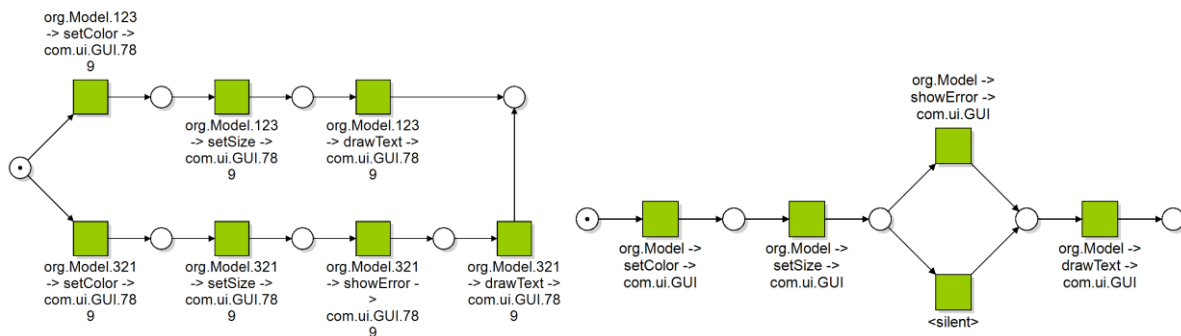 org.Model.123
-> setColor ->
com.ui.GUI.78
9
org.Model.123
-> setSize ->
com.ui.GUI.78
9
org.Model.123
-> drawText ->
com.ui.GUI.78
9
org.Model.321
-> setColor ->
com.ui.GUI.78
9
org.Model.321
-> setSize ->
com.ui.GUI.78
9
org.Model.321
-> showError -
>
com.ui.GUI.78
9
org.Model.321
-> drawText ->
com.ui.GUI.78
9
org.Model ->
setColor ->
com.ui.GUI
org.Model ->
setSize ->
com.ui.GUI
org.Model ->
showError ->
com.ui.GUI
<silent>
org.Model ->
drawText ->
com.ui.GUI